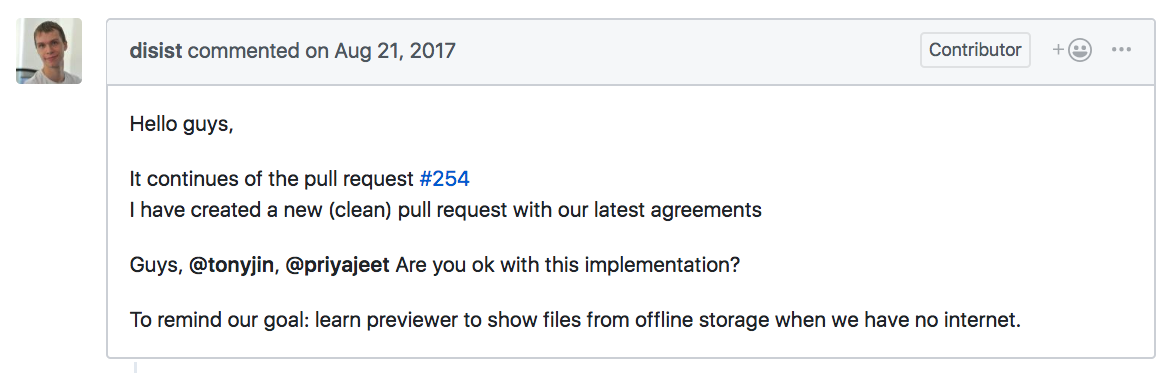 disist commented on Aug 21, 2017 Contributor
Hello guys,
It continues of the pull request #254
I have created a new (clean) pull request with our latest agreements
Guys, @tonyjin, @priyajeet Are you ok with this implementation?
To remind our goal: learn previewer to show files from offline storage when we have no internet.